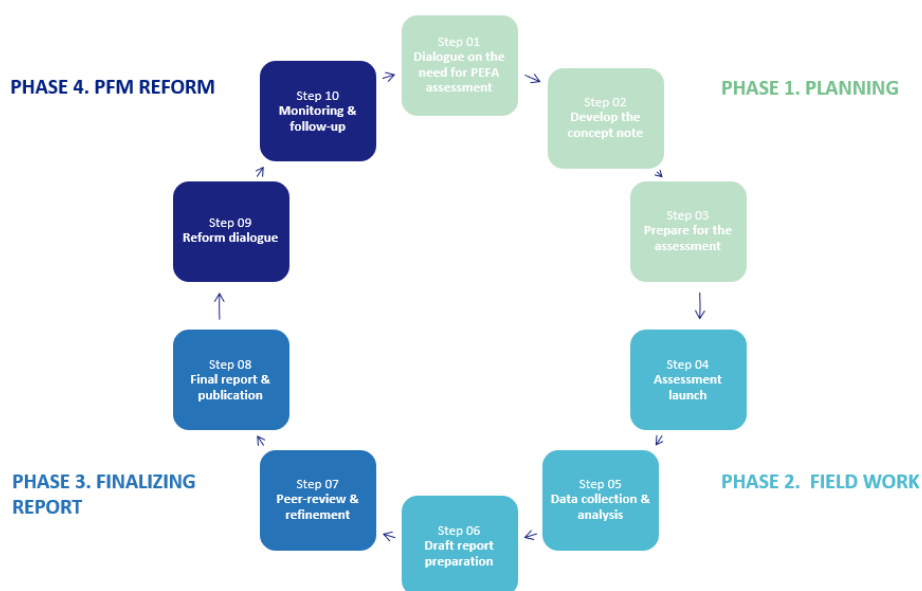 Step 01
Dialogue on the
need for PEFA
assessment
PHASE 4. PFM REFORM
Step 10
Monitoring &
follow-up
Step 02
Develop the
concept note
PHASE 1. PLANNING
Step 09
Reform dialogue
Step 03
Prepare for the
assessment
Step 08
Final report &
publication
Step 04
Assessment
launch
PHASE 3. FINALIZING
REPORT
Step 07
Peer-review &
refinement
Step 06
Draft report
preparation
Step 05
Data collection &
analysis
PHASE 2.  FIELD WORK